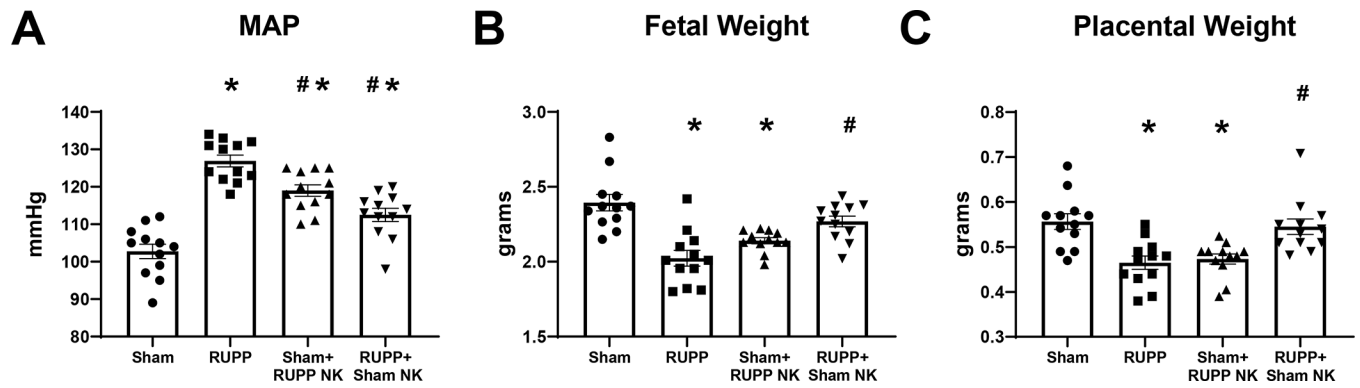 A
MAP
* # * # *
mmHg
140
130
120
110
100
90
80
Sham RUPP Sham+ RUPP+
RUPP NK Sham NK
B
Fetal Weight
* * #
grams
3.0
2.5
2.0
1.5
Sham RUPP Sham+ RUPP+
RUPP NK Sham NK
C
Placental Weight
* * #
grams
0.8
0.7
0.6
0.5
0.4
0.3
Sham RUPP Sham+ RUPP+
RUPP NK Sham NK